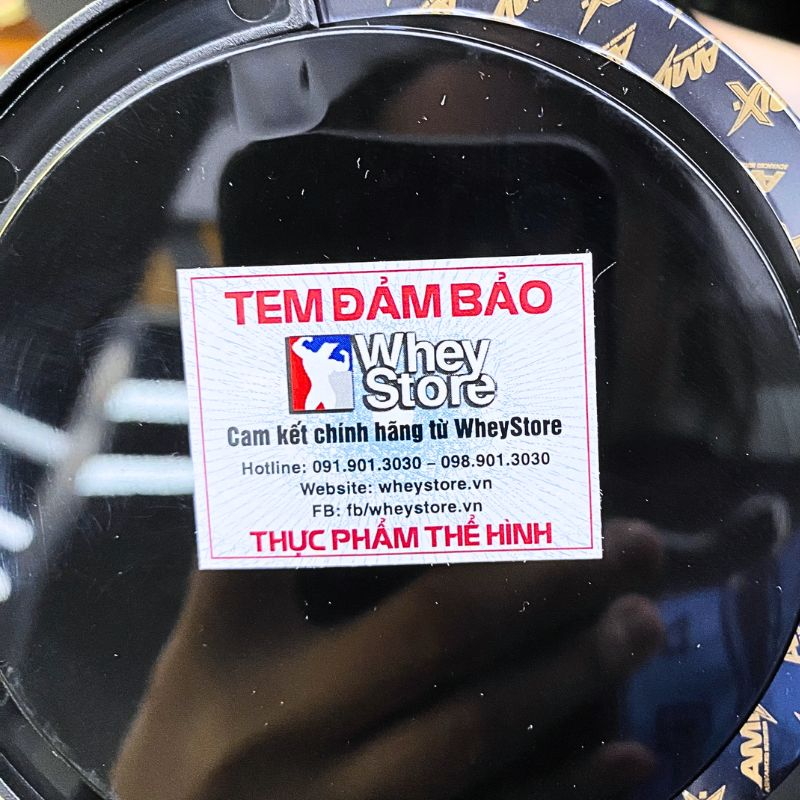 TEM ĐẢM BẢO
Whey
Store
Cam kết chính hãng từ WheyStore
Hotline: 091.901.3030 – 098.901.3030
Website: wheystore.vn
FB: fb/wheystore.vn
THỰC PHẨM THỂ HÌNH